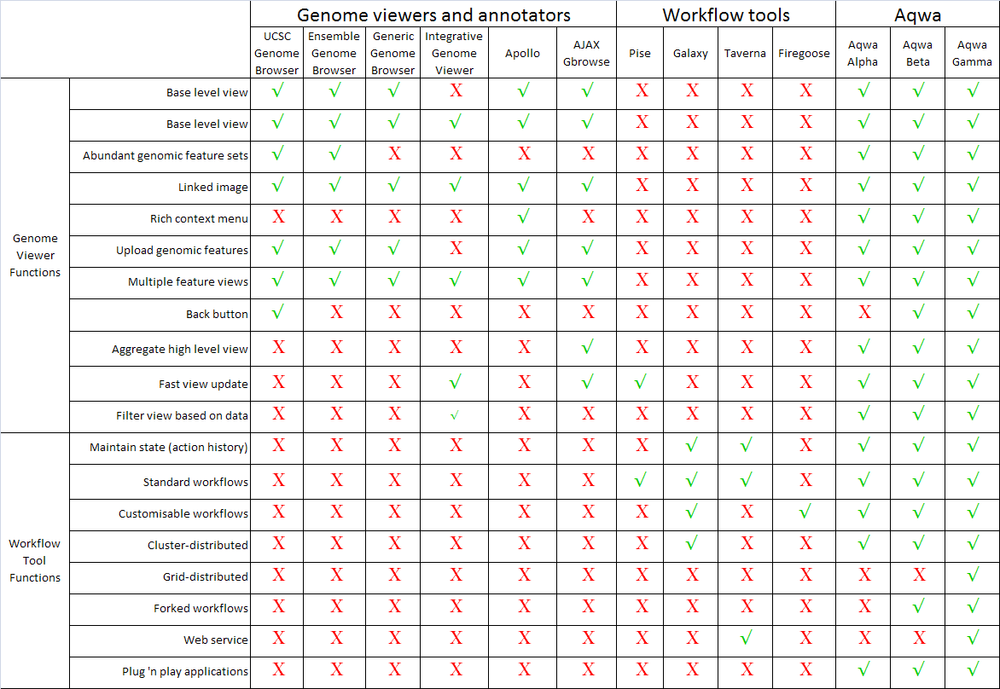 Genome viewers and annotators Workflow tools Aqwa
UCSC Genome Browser Ensemble Genome Browser Generic Genome Browser Integrative Genome Viewer Apollo AJAX Gbrowse Pise Galaxy Taverna Firegoose Aqwa Alpha Aqwa Beta Aqwa Gamma
Genome Viewer Functions
Base level view √ √ √ X √ √ X X X X √ √ √
Base level view √ √ √ √ √ √ X X X X √ √ √
Abundant genomic feature sets √ √ X X X X X X X X √ √ √
Linked image √ √ √ √ √ √ X X X X √ √ √
Rich context menu X X X X √ X X X X X √ √ √
Upload genomic features √ √ √ X √ √ X X X X √ √ √
Multiple feature views √ √ √ √ √ √ X X X X √ √ √
Back button √ X X X X X X X X X X √ √
Aggregate high level view X X X X X √ X X X X √ √ √
Fast view update X X X √ X √ √ X X X √ √ √
Filter view based on data X X X √ X X X X X X √ √ √
Workflow Tool Functions
Maintain state (action history) X X X X X X X √ √ X √ √ √
Standard workflows X X X X X X √ √ √ X √ √ √
Customisable workflows X X X X X X X √ X √ √ √ √
Cluster-distributed X X X X X X X √ X X √ √ √
Grid-distributed X X X X X X X X X X X X √
Forked workflows X X X X X X X X X X X √ √
Web service X X X X X X X X √ X X X √
Plug 'n play applications X X X X X X X X X X √ √ √